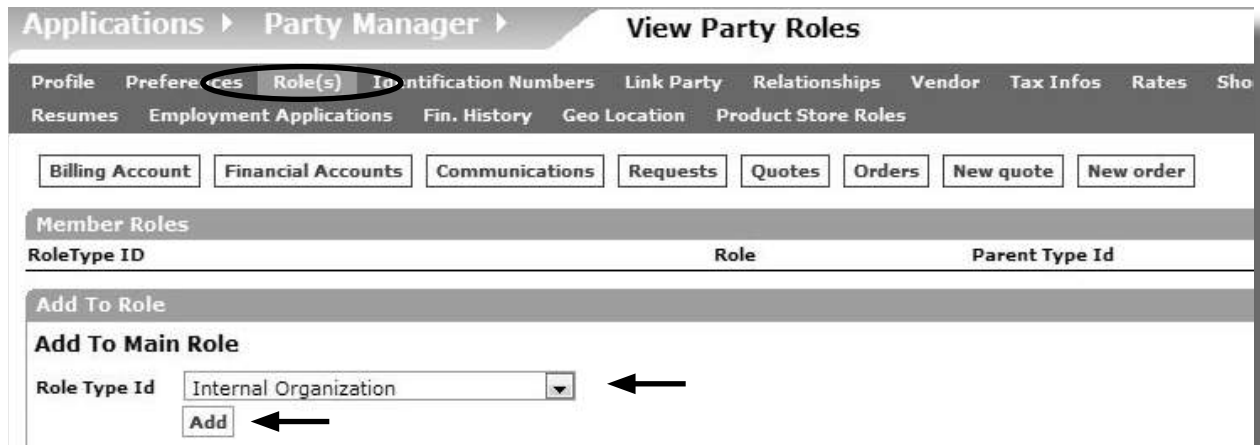 Applications Party Manager View Party Roles
Profile Preferences Role(s) Identification Numbers Link Party Relationships Vendor Tax Infos Rates Sho
Resumes Employment Applications Fin. History Geo Location Product Store Roles
Billing Account Financial Accounts Communications Requests Quotes Orders New quote New order
Member Roles
RoleType ID Role Parent Type Id
Add To Role
Add To Main Role
Role Type Id Internal Organization
Add